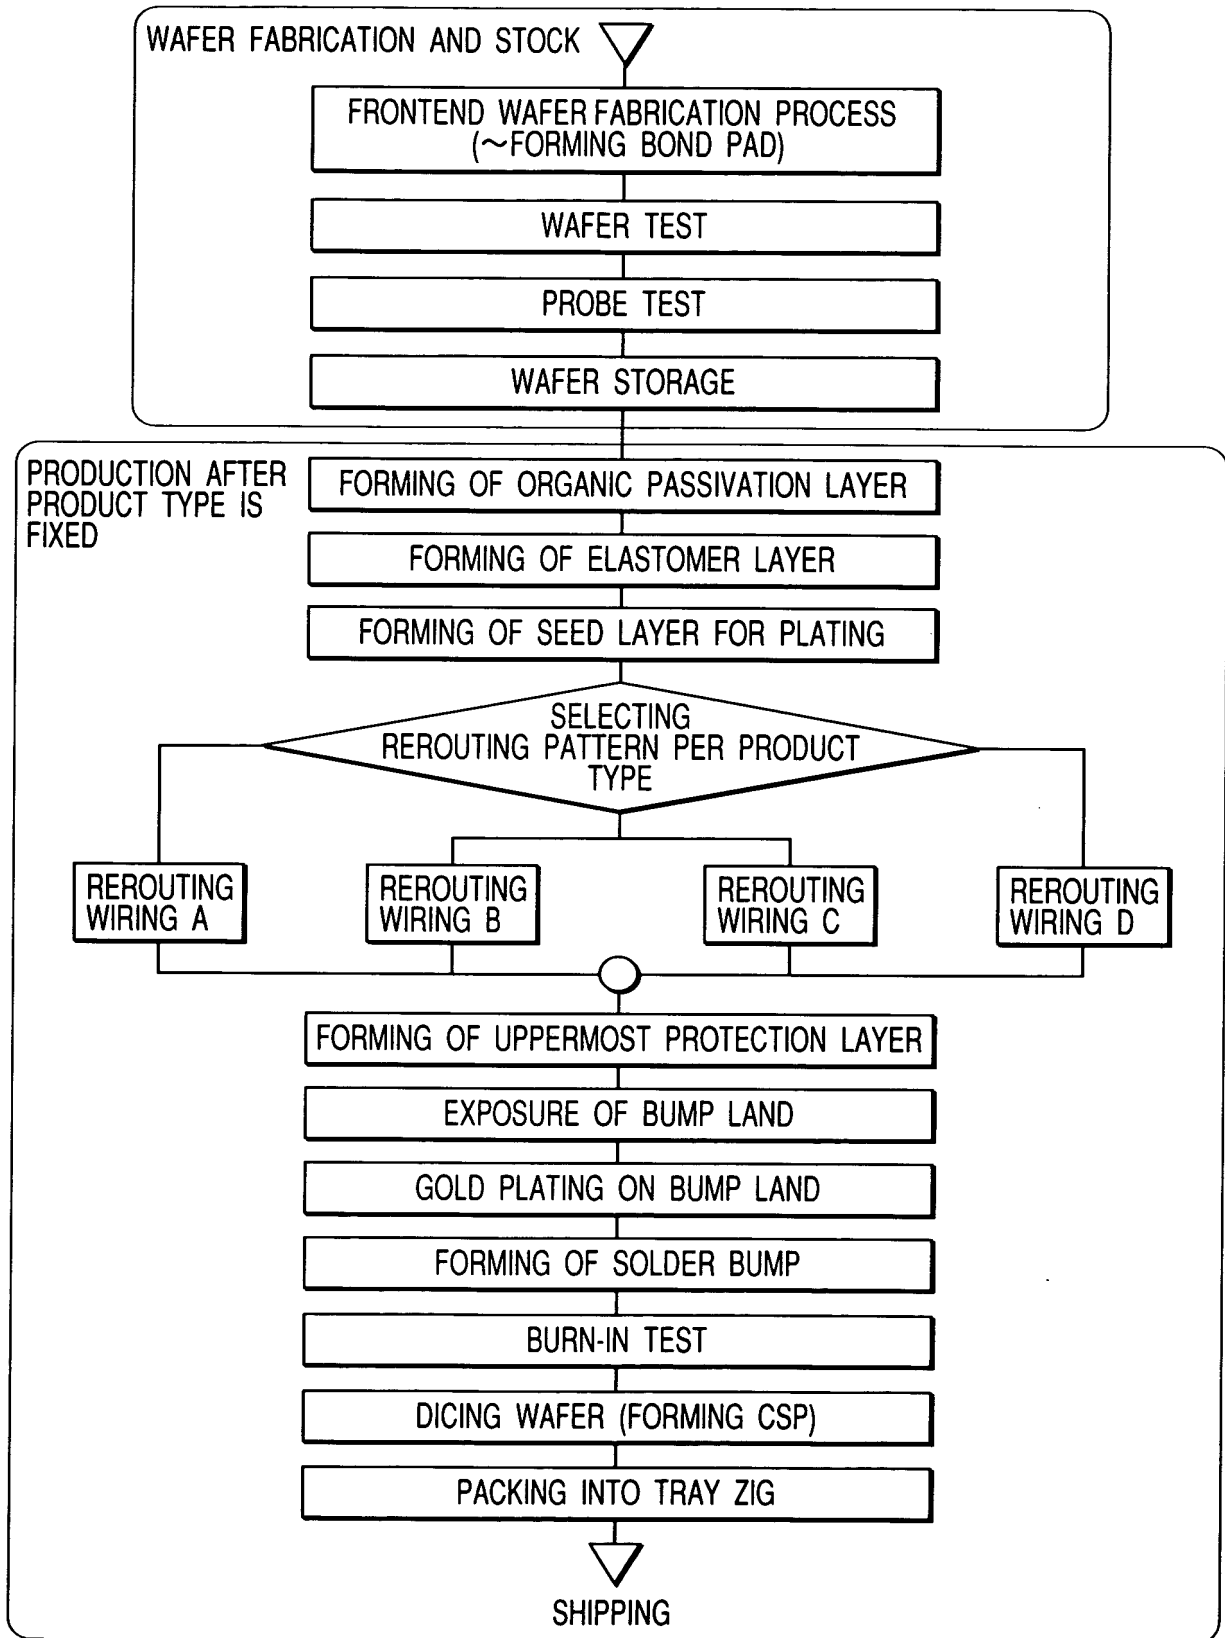 WAFER FABRICATION AND STOCK
FRONTEND WAFER FABRICATION PROCESS
(~FORMING BOND PAD)
WAFER TEST
PROBE TEST
WAFER STORAGE
PRODUCTION AFTER
PRODUCT TYPE IS
FIXED
FORMING OF ORGANIC PASSIVATION LAYER
FORMING OF ELASTOMER LAYER
FORMING OF SEED LAYER FOR PLATING
SELECTING
REROUTING PATTERN PER PRODUCT
TYPE
REROUTING
WIRING A
REROUTING
WIRING B
REROUTING
WIRING C
REROUTING
WIRING D
FORMING OF UPPERMOST PROTECTION LAYER
EXPOSURE OF BUMP LAND
GOLD PLATING ON BUMP LAND
FORMING OF SOLDER BUMP
BURN-IN TEST
DICING WAFER (FORMING CSP)
PACKING INTO TRAY ZIG
SHIPPING